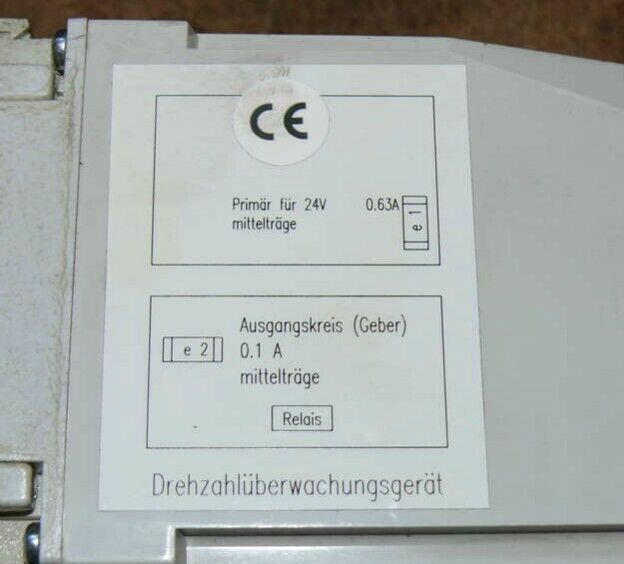 CE
Primär für 24V 0.63A
mittelträge
e 1
Ausgangskreis (Geber)
e 2 0.1 A
mittelträge
Relais
Drehzahlüberwachungsgerät